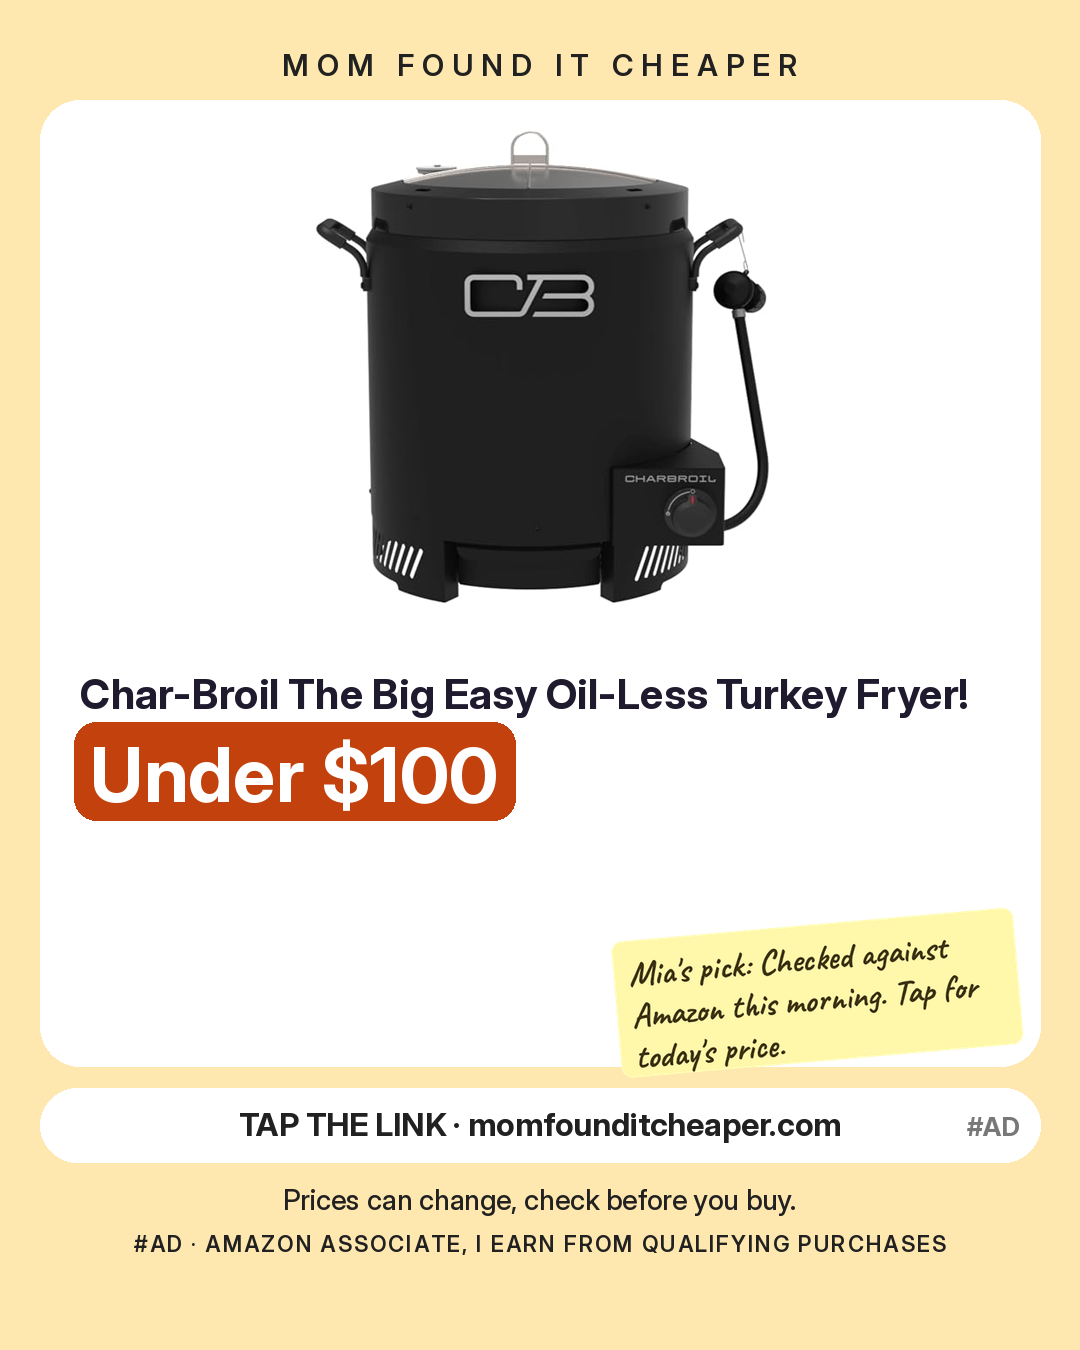 MOM FOUND IT CHEAPER
CB
CHARBROIL
Char-Broil The Big Easy Oil-Less Turkey Fryer!
Under $100
Mia's pick: Checked against
Amazon this morning. Tap for
today's price.
TAP THE LINK · momfounditcheaper.com
#AD
Prices can change, check before you buy.
#AD · AMAZON ASSOCIATE, I EARN FROM QUALIFYING PURCHASES